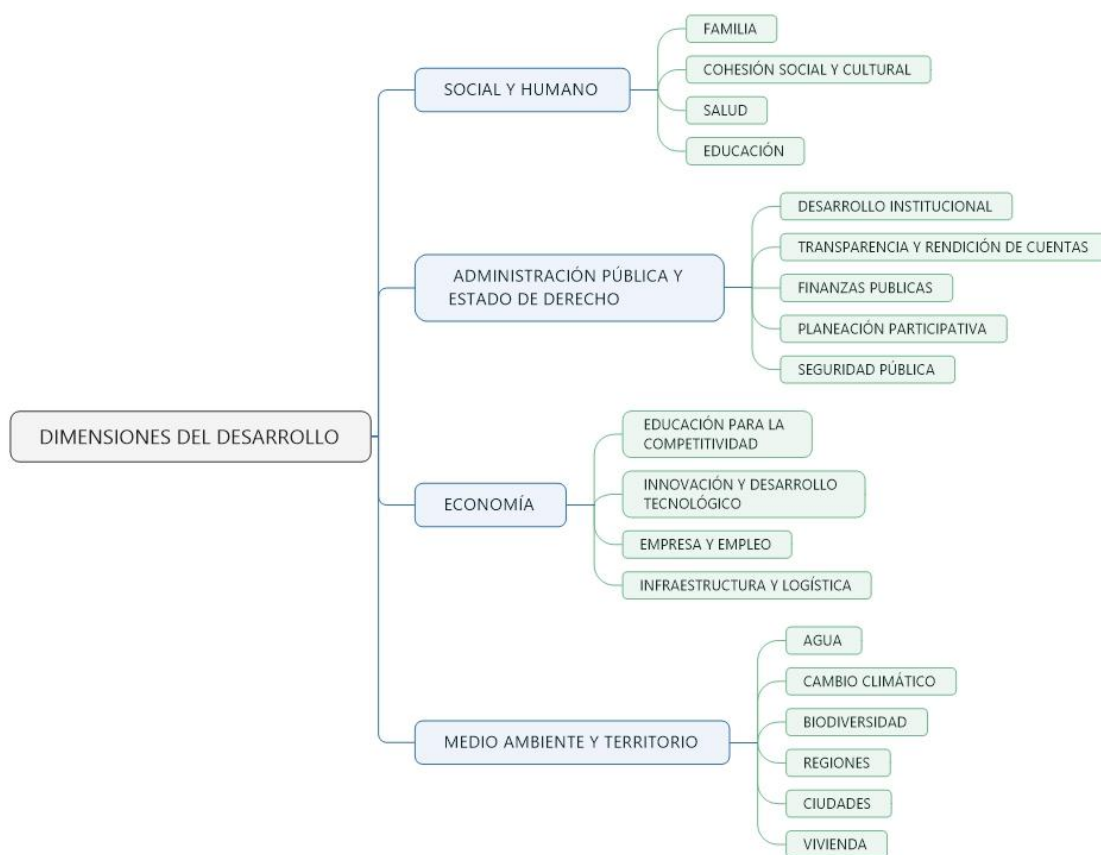 DIMENSIONES DEL DESARROLLO
SOCIAL Y HUMANO
FAMILIA
COHESIÓN SOCIAL Y CULTURAL
SALUD
EDUCACIÓN
ADMINISTRACIÓN PÚBLICA Y
ESTADO DE DERECHO
DESARROLLO INSTITUCIONAL
TRANSPARENCIA Y RENDICIÓN DE CUENTAS
FINANZAS PUBLICAS
PLANEACIÓN PARTICIPATIVA
SEGURIDAD PÚBLICA
ECONOMÍA
EDUCACIÓN PARA LA
COMPETITIVIDAD
INNOVACIÓN Y DESARROLLO
TECNOLÓGICO
EMPRESA Y EMPLEO
INFRAESTRUCTURA Y LOGÍSTICA
MEDIO AMBIENTE Y TERRITORIO
AGUA
CAMBIO CLIMÁTICO
BIODIVERSIDAD
REGIONES
CIUDADES
VIVIENDA